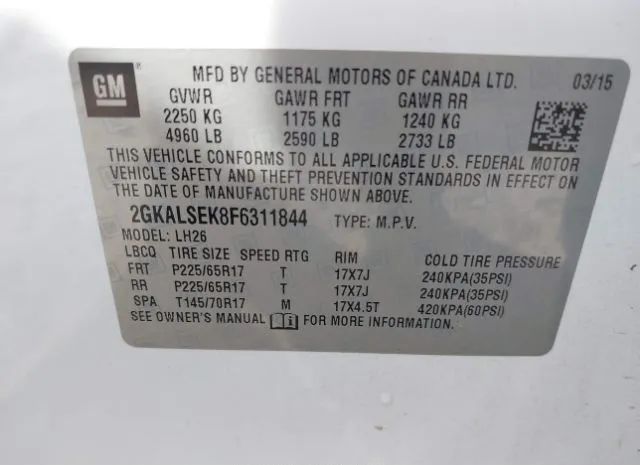 GM
MFD BY GENERAL MOTORS OF CANADA LTD. 03/15
GVWR GAWR FRT GAWR RR
2250 KG 1175 KG 1240 KG
4960 LB 2590 LB 2733 LB
THIS VEHICLE CONFORMS TO ALL APPLICABLE U.S. FEDERAL MOTOR
VEHICLE SAFETY AND THEFT PREVENTION STANDARDS IN EFFECT ON
THE DATE OF MANUFACTURE SHOWN ABOVE.
2GKALSEK8F6311844 TYPE: M.P.V.
MODEL: LH26
LBCQ TIRE SIZE SPEED RTG RIM COLD TIRE PRESSURE
FRT P225/65R17 T 17X7J 240KPA(35PSI)
RR P225/65R17 T 17X7J 240KPA(35PSI)
SPA T145/70R17 M 17X4.5T 420KPA(60PSI)
SEE OWNER'S MANUAL FOR MORE INFORMATION.